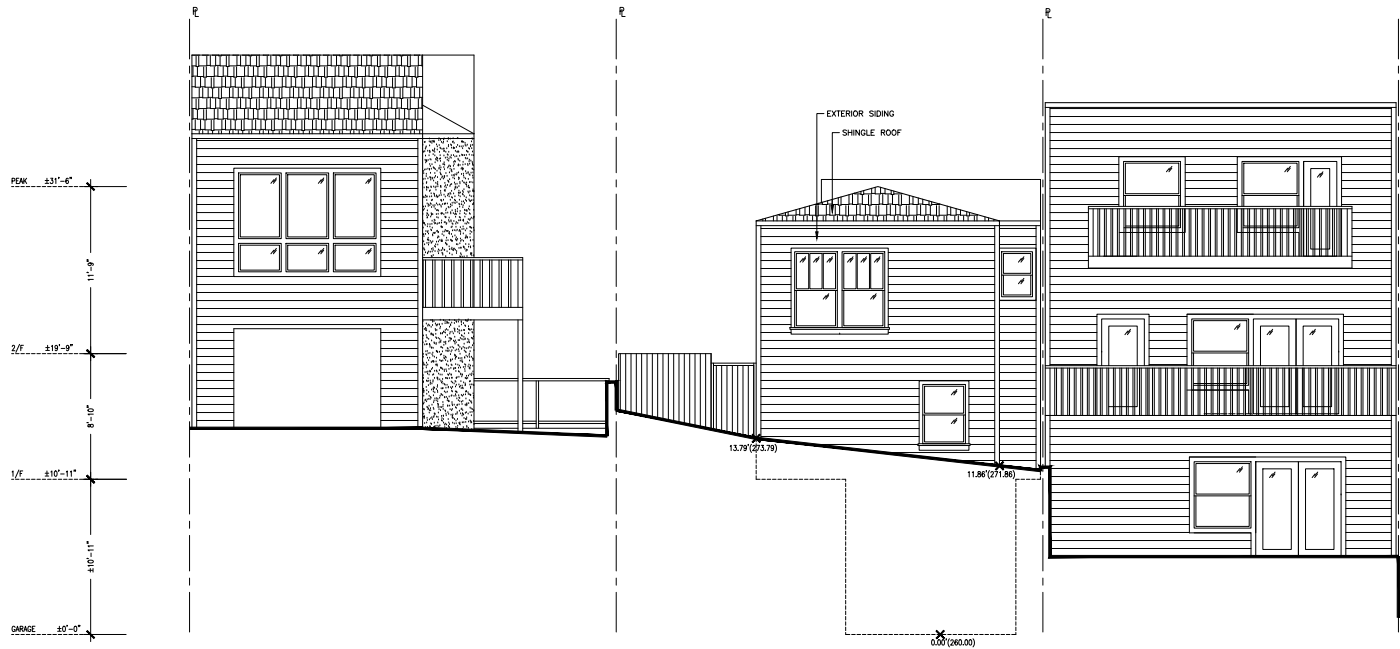 ℄ ℄ ℄
EXTERIOR SIDING
SHINGLE ROOF
PEAK ±31'-6"
11'-9"
2/F ±19'-9"
8'-10"
13.79'(273.79)
1/F ±10'-11"
11.86'(271.86)
±10'-11"
GARAGE ±0'-0"
0.00'(260.00)